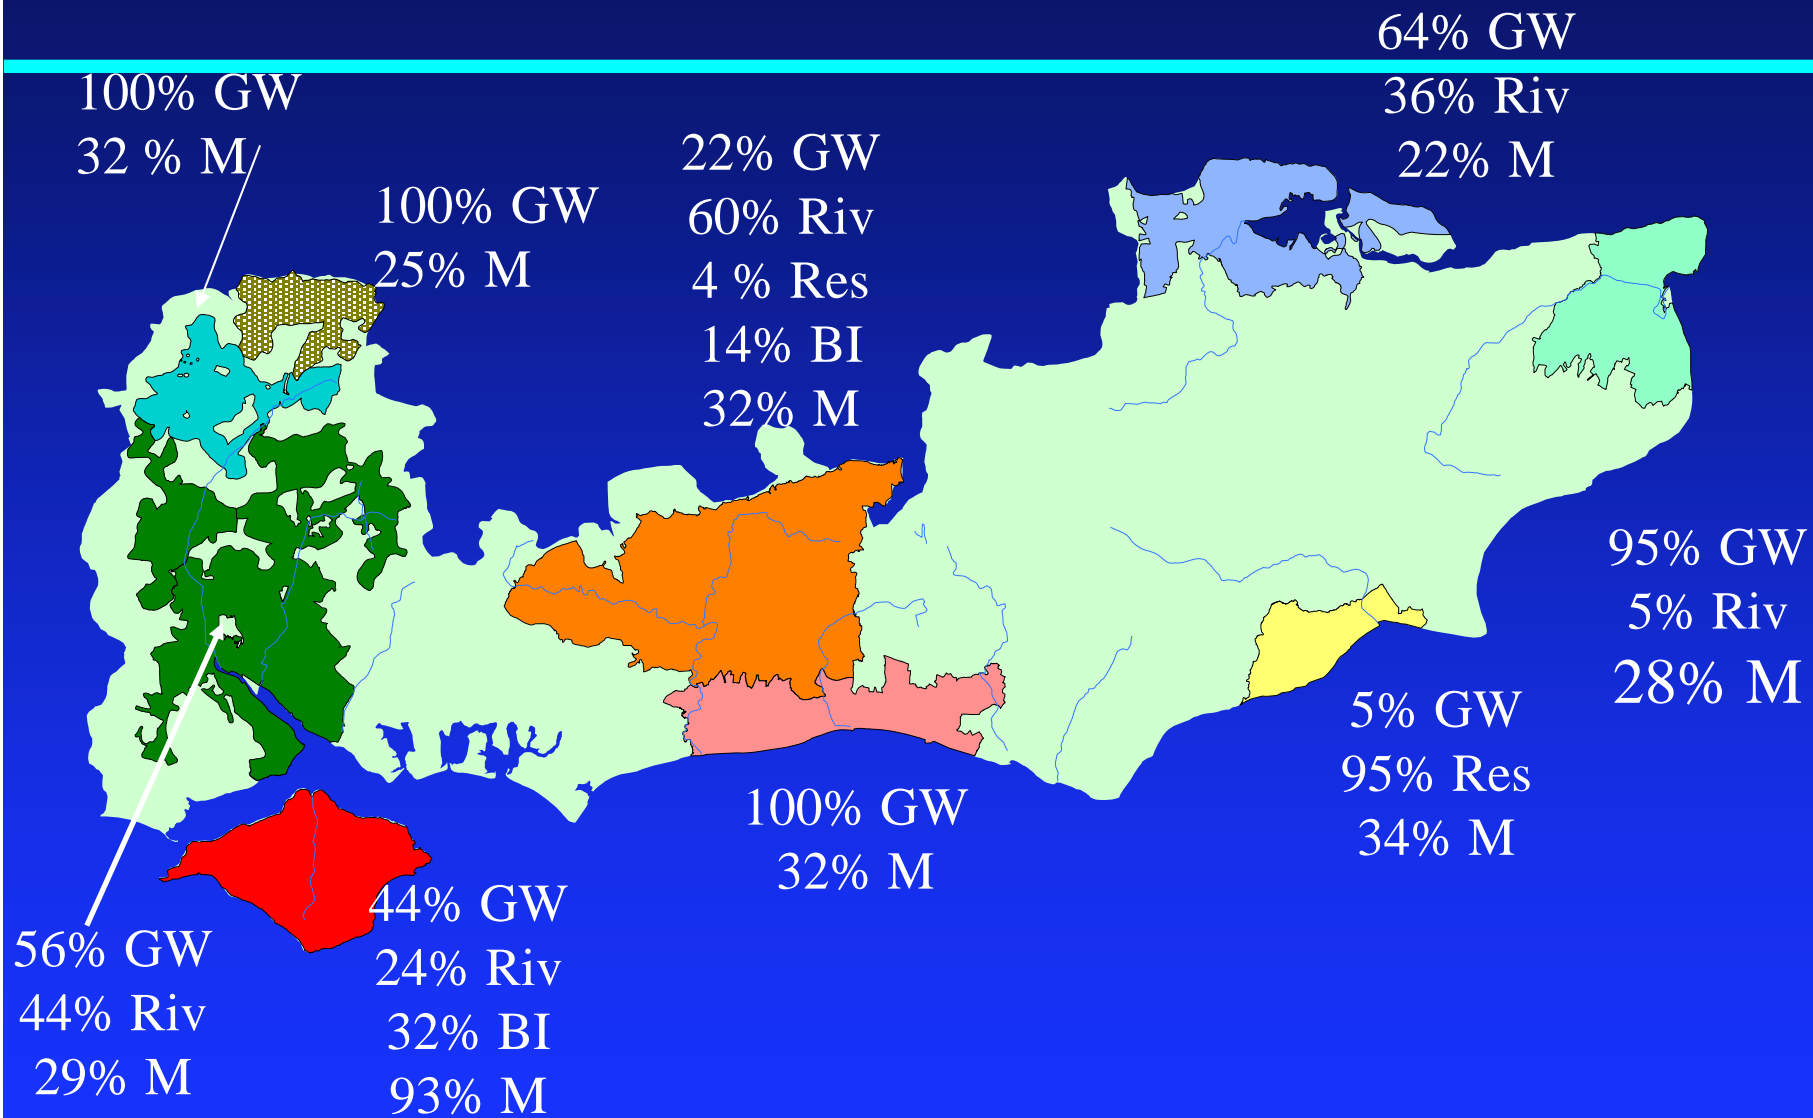 64% GW
36% Riv
22% M
100% GW
32 % M
100% GW
25% M
22% GW
60% Riv
4 % Res
14% BI
32% M
95% GW
5% Riv
28% M
5% GW
95% Res
34% M
100% GW
32% M
44% GW
24% Riv
32% BI
93% M
56% GW
44% Riv
29% M